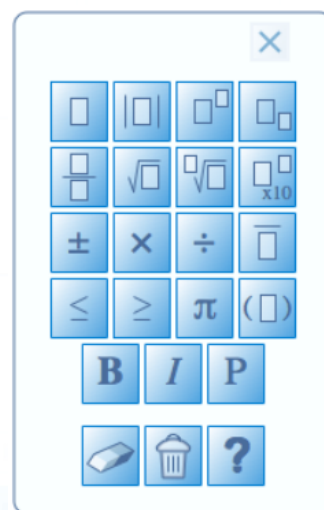 ×
|▯| 
√▯ ▯√▯ x10
± × ÷
≤ ≥ π (▯)
B I P
?